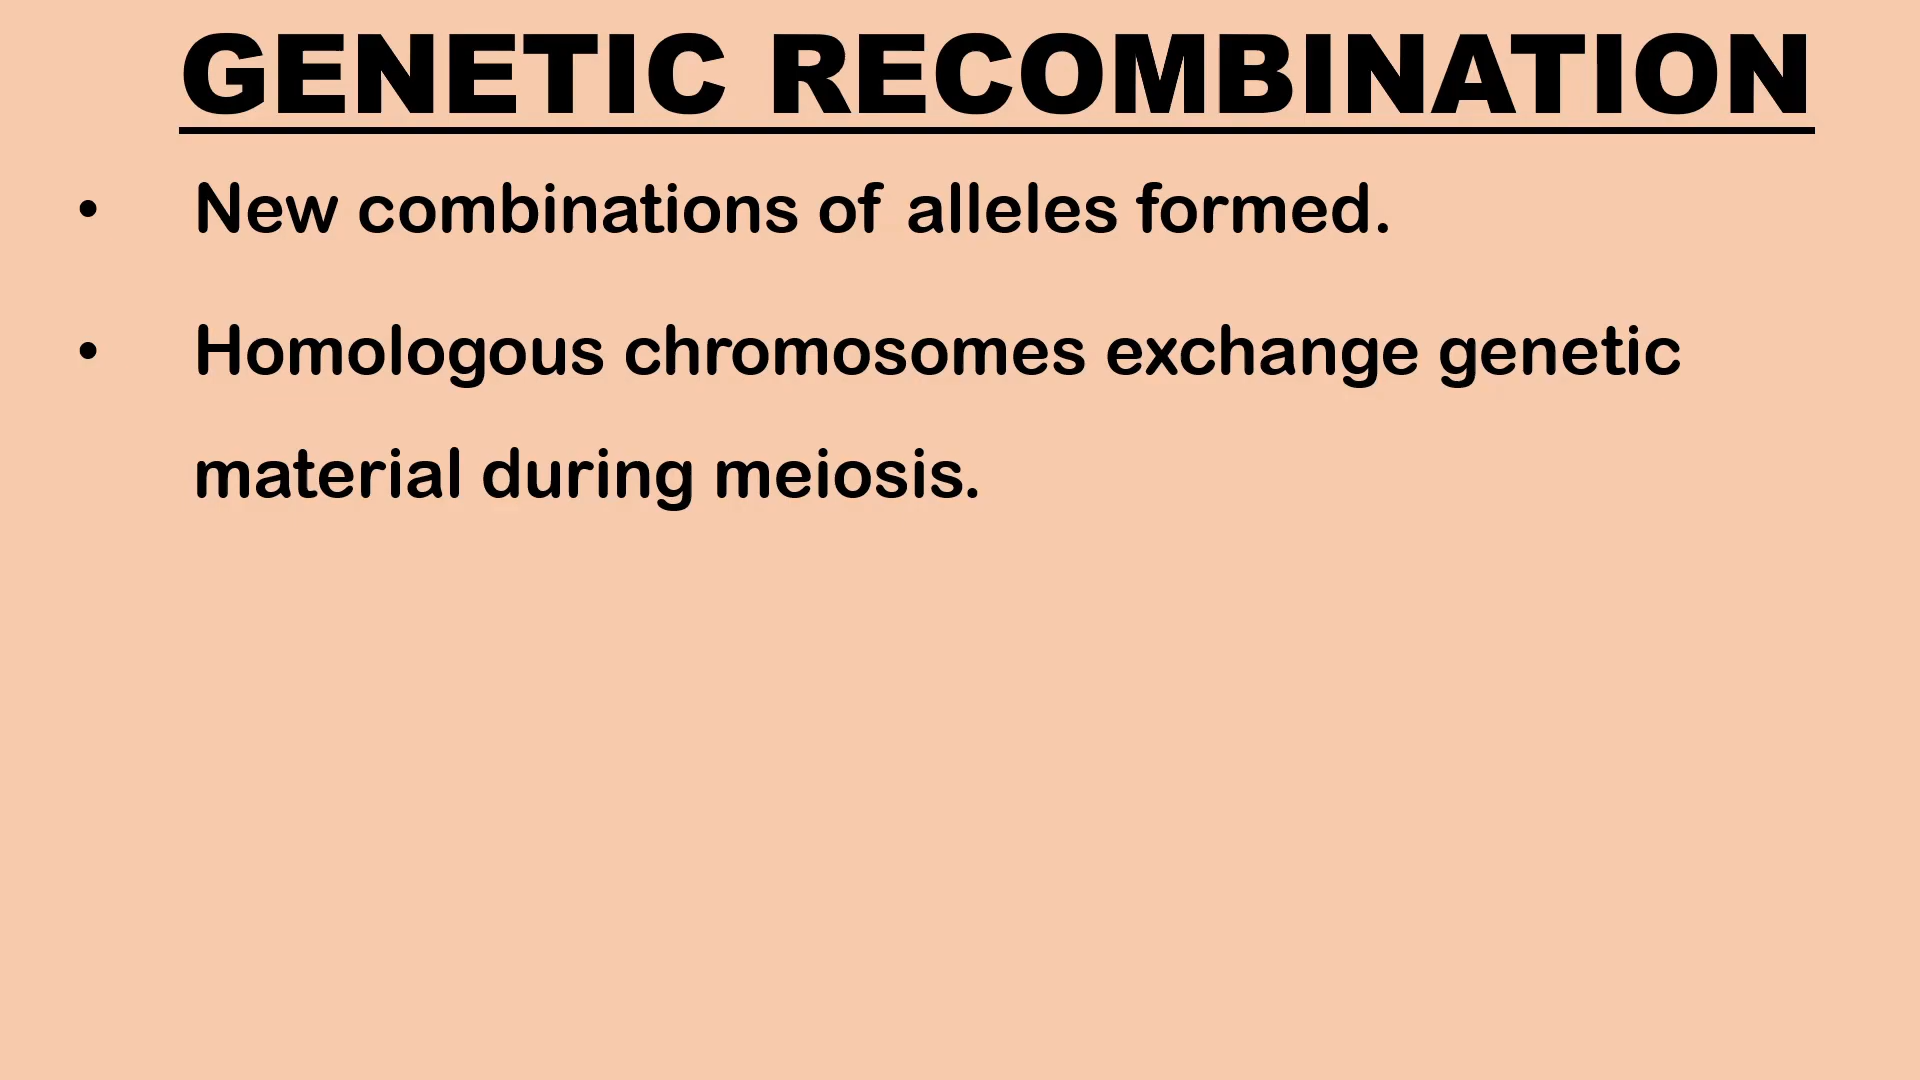 GENETIC RECOMBINATION
• New combinations of alleles formed.
• Homologous chromosomes exchange genetic
material during meiosis.